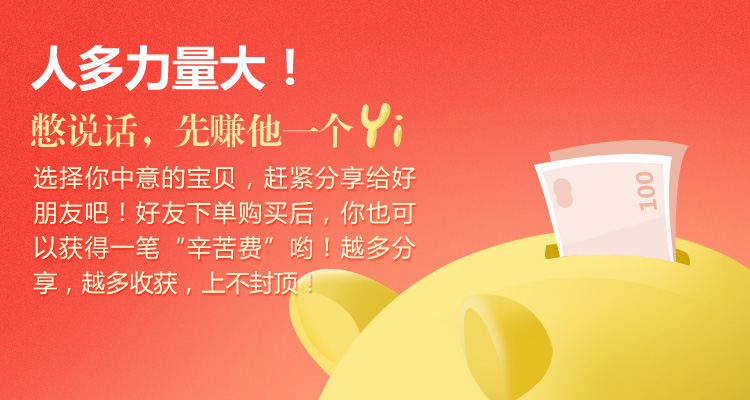 人多力量大！
憋说话，先赚他一个Yi
选择你中意的宝贝，赶紧分享给好
朋友吧！好友下单购买后，你也可
以获得一笔“辛苦费”哟！越多分
享，越多收获，上不封顶！
100